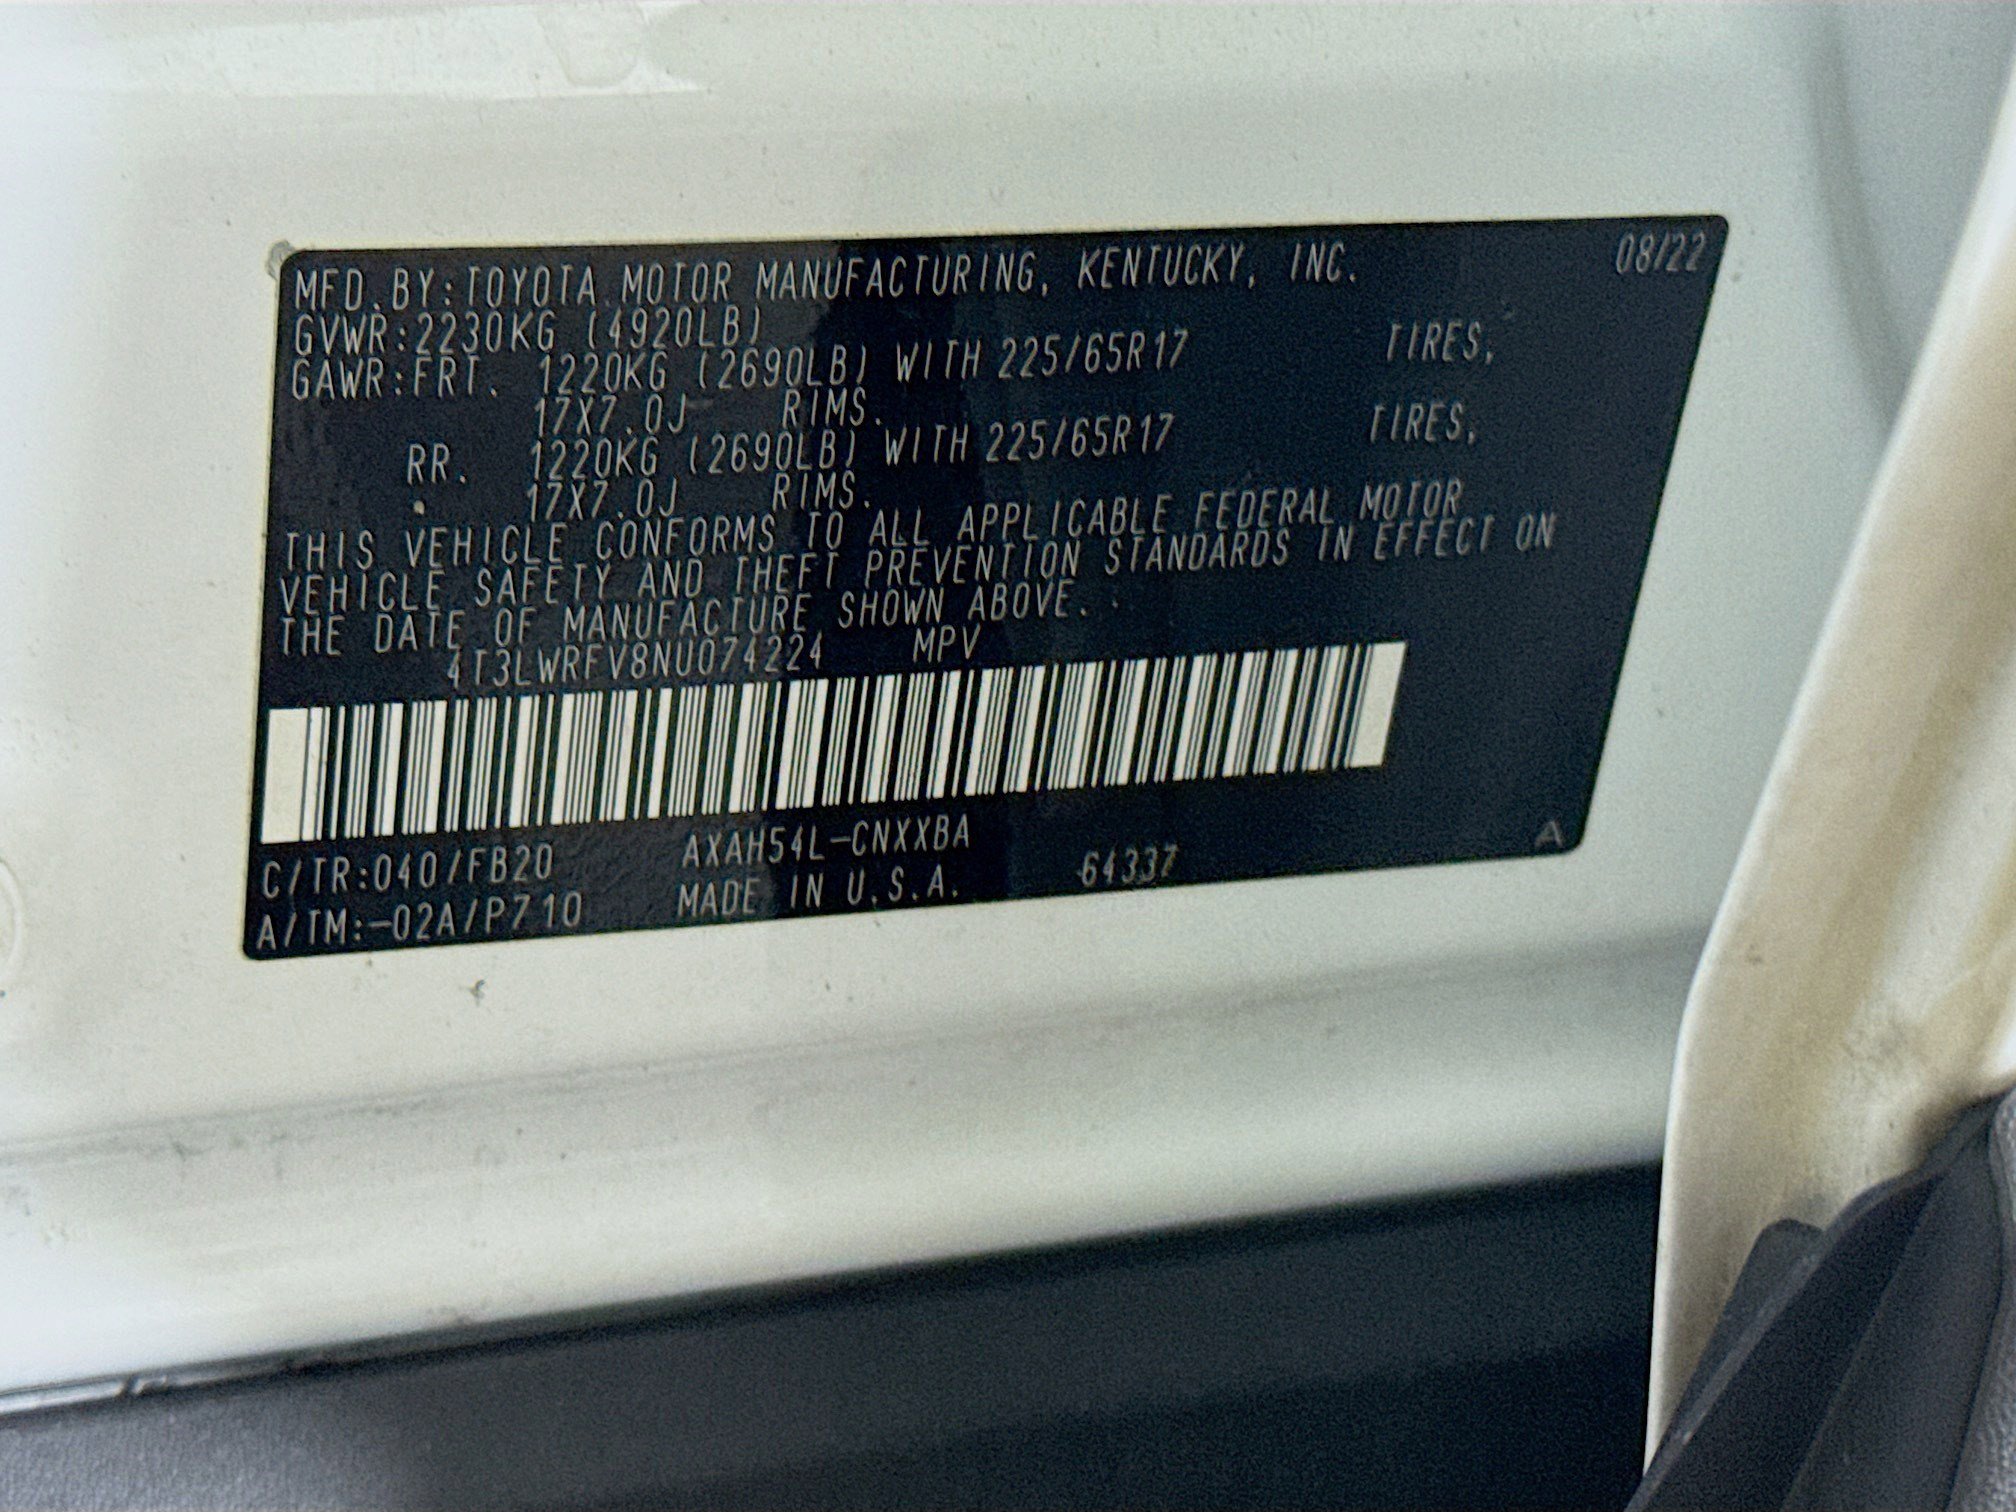 MFD.BY:TOYOTA MOTOR MANUFACTURING, KENTUCKY, INC. 08/22
GVWR:2230KG (4920LB)
GAWR:FRT. 1220KG (2690LB) WITH 225/65R17 TIRES,
17X7.0J RIMS.
RR. 1220KG (2690LB) WITH 225/65R17 TIRES,
17X7.0J RIMS.
THIS VEHICLE CONFORMS TO ALL APPLICABLE FEDERAL MOTOR
VEHICLE SAFETY AND THEFT PREVENTION STANDARDS IN EFFECT ON
THE DATE OF MANUFACTURE SHOWN ABOVE.
4T3LWRFV8NU074224 MPV
C/TR:040/FB20 AXAH54L-CNXXBA A
A/TM:-02A/P710 MADE IN U.S.A. 64337